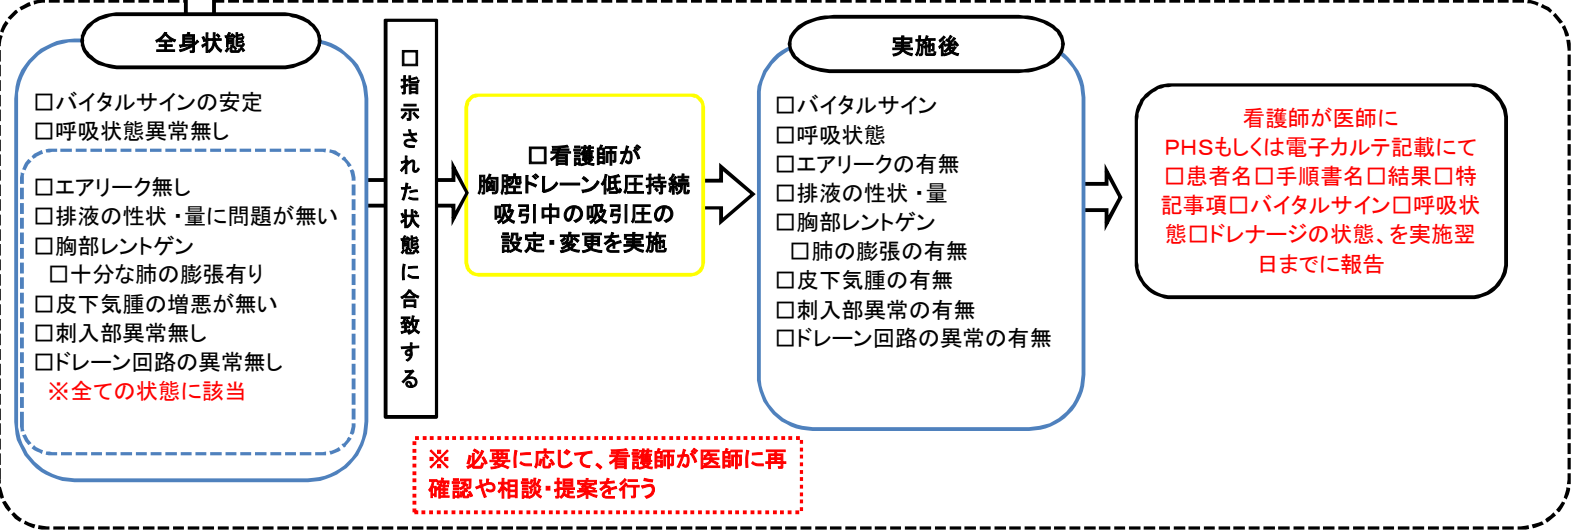 全身状態
□バイタルサインの安定
□呼吸状態異常無し
□エアリーク無し
□排液の性状・量に問題が無い
□胸部レントゲン
□十分な肺の膨張有り
□皮下気腫の増悪が無い
□刺入部異常無し
□ドレーン回路の異常無し
※全ての状態に該当
□指示された状態に合致する
□看護師が
胸腔ドレーン低圧持続
吸引中の吸引圧の
設定・変更を実施
※ 必要に応じて、看護師が医師に再
確認や相談・提案を行う
実施後
□バイタルサイン
□呼吸状態
□エアリークの有無
□排液の性状・量
□胸部レントゲン
□肺の膨張の有無
□皮下気腫の有無
□刺入部異常の有無
□ドレーン回路の異常の有無
看護師が医師に
PHSもしくは電子カルテ記載にて
□患者名□手順書名□結果□特
記事項□バイタルサイン□呼吸状
態□ドレナージの状態、を実施翌
日までに報告